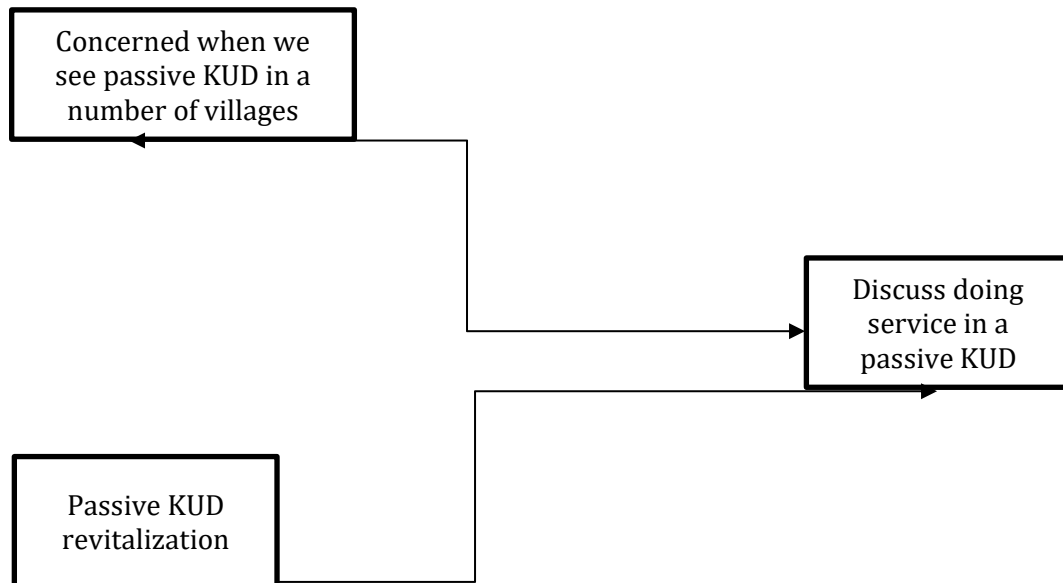 Concerned when we
see passive KUD in a
number of villages
Discuss doing
service in a
passive KUD
Passive KUD
revitalization